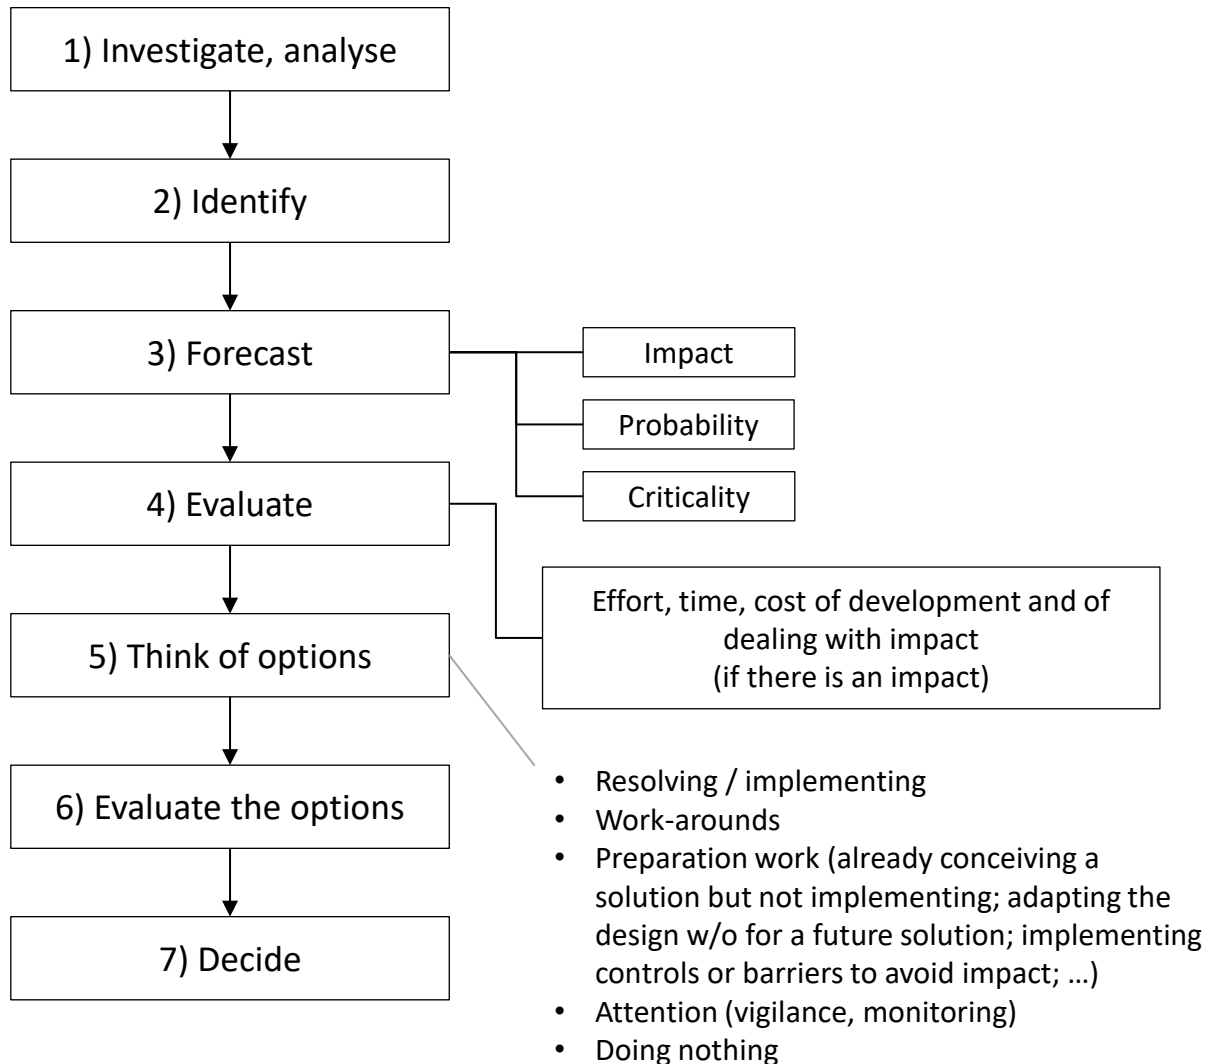 1) Investigate, analyse
2) Identify
3) Forecast
Impact
Probability
Criticality
4) Evaluate
Effort, time, cost of development and of
dealing with impact
(if there is an impact)
5) Think of options
• Resolving / implementing
• Work-arounds
• Preparation work (already conceiving a
solution but not implementing; adapting the
design w/o for a future solution; implementing
controls or barriers to avoid impact; …)
• Attention (vigilance, monitoring)
• Doing nothing
6) Evaluate the options
7) Decide